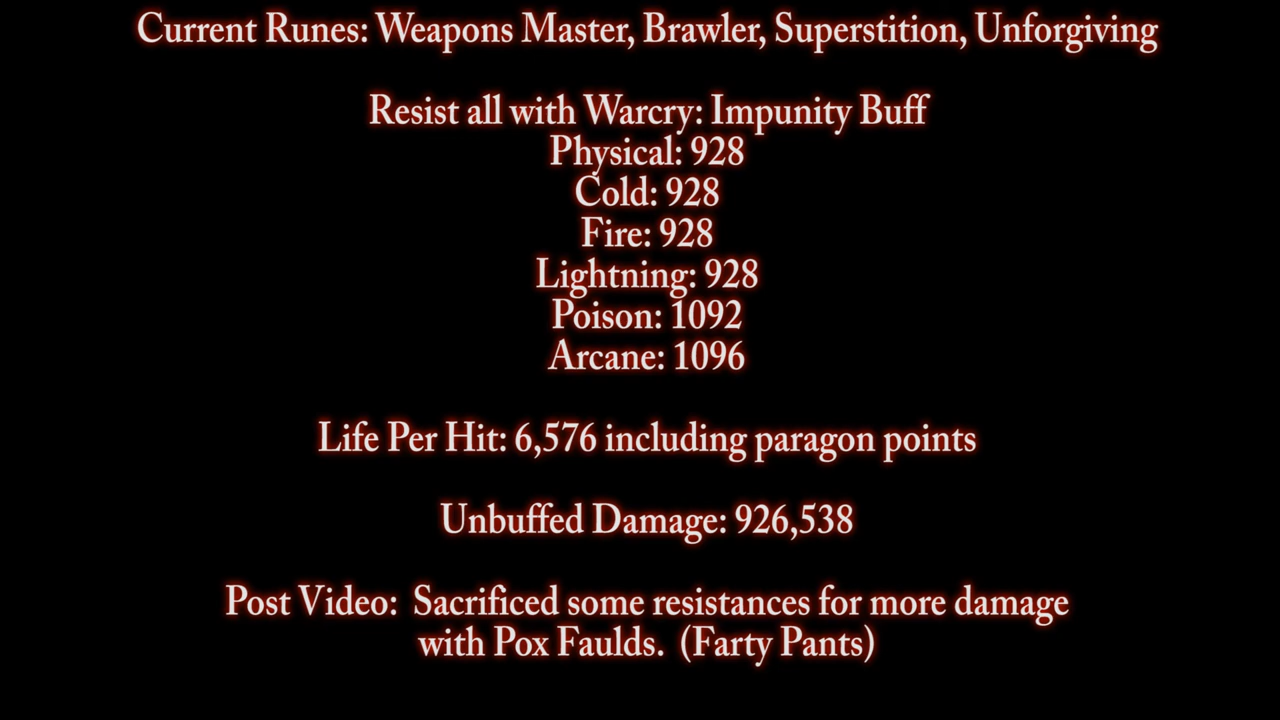 Current Runes: Weapons Master, Brawler, Superstition, Unforgiving
Resist all with Warcry: Impunity Buff
Physical: 928
Cold: 928
Fire: 928
Lightning: 928
Poison: 1092
Arcane: 1096
Life Per Hit: 6,576 including paragon points
Unbuffed Damage: 926,538
Post Video:  Sacrificed some resistances for more damage
with Pox Faulds.  (Farty Pants)